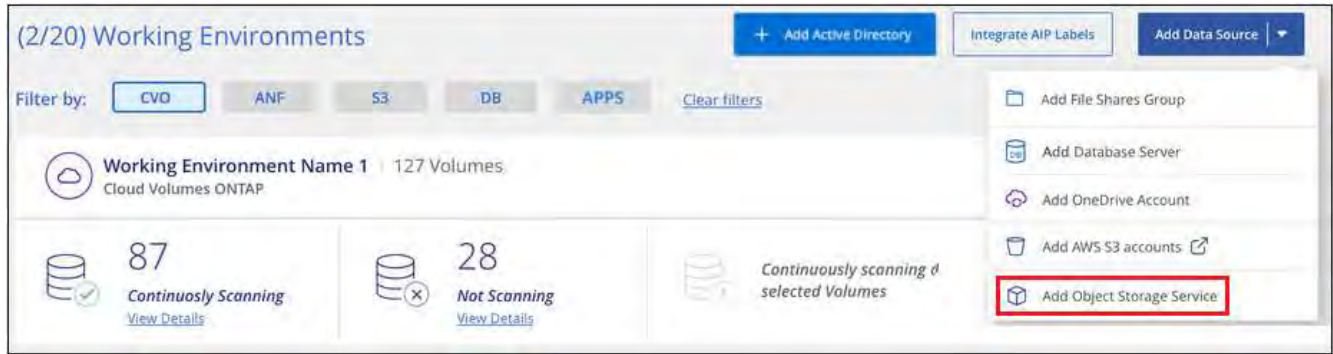 (2/20) Working Environments
+ Add Active Directory
Integrate AIP Labels
Add Data Source
Filter by: CVO ANF S3 DB APPS Clear filters
Add File Shares Group
Working Environment Name 1 | 127 Volumes
Cloud Volumes ONTAP
DB
Add Database Server
Add OneDrive Account
87
Continuosly Scanning
View Details
28
Not Scanning
View Details
Continuously scanning
selected Volumes
Add AWS S3 accounts
Add Object Storage Service